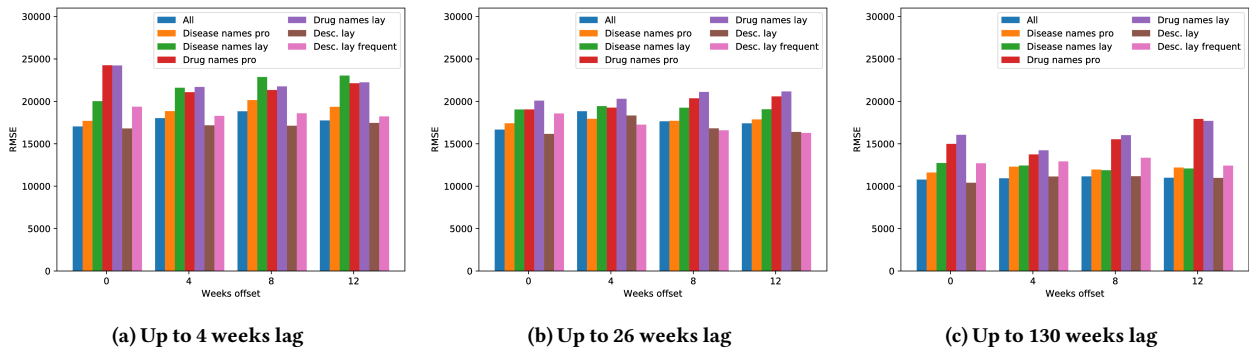 30000
25000
20000
15000
10000
5000
0
RMSE
All
Disease names pro
Disease names lay
Drug names pro
Drug names lay
Desc. lay
Desc. lay frequent
0 4 8 12
Weeks offset
(a) Up to 4 weeks lag
30000
25000
20000
15000
10000
5000
0
RMSE
All
Disease names pro
Disease names lay
Drug names pro
Drug names lay
Desc. lay
Desc. lay frequent
0 4 8 12
Weeks offset
(b) Up to 26 weeks lag
30000
25000
20000
15000
10000
5000
0
RMSE
All
Disease names pro
Disease names lay
Drug names pro
Drug names lay
Desc. lay
Desc. lay frequent
0 4 8 12
Weeks offset
(c) Up to 130 weeks lag